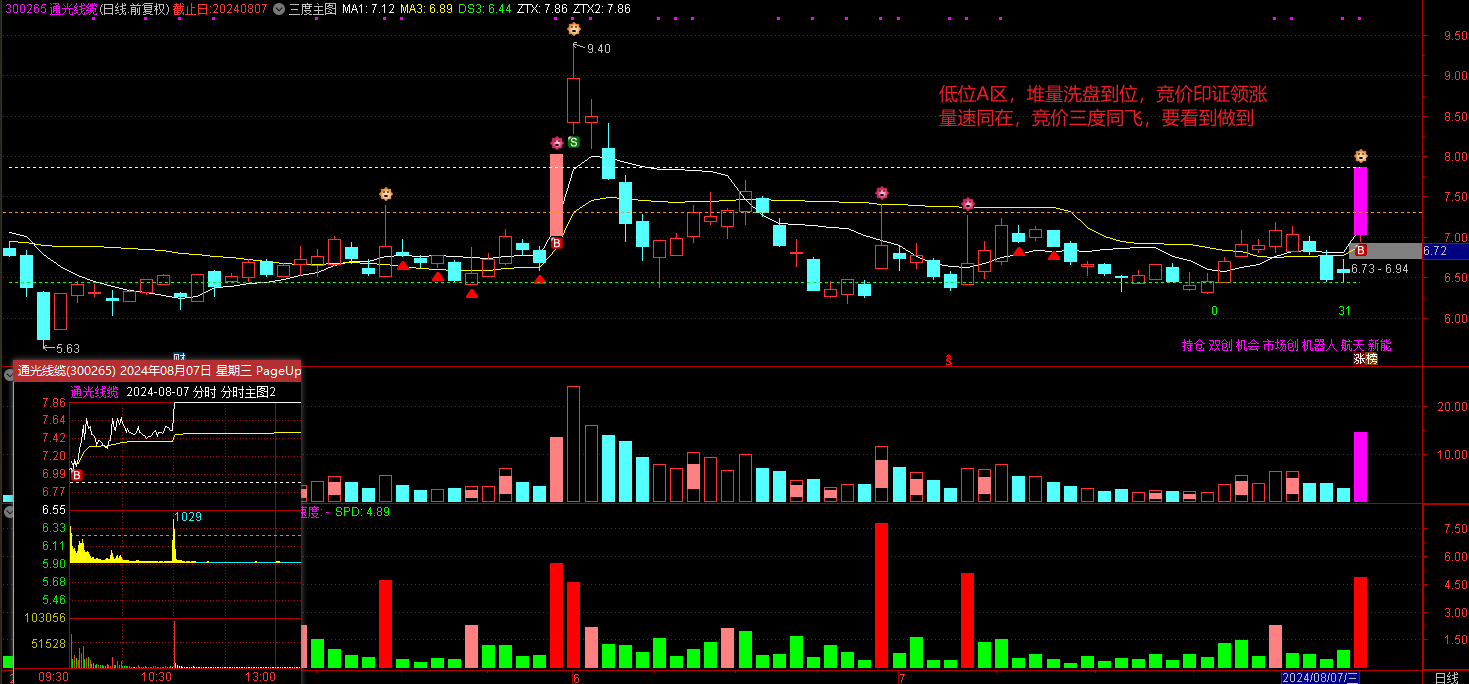 300265 通光线缆(日线.前复权) 截止日:20240807 三度主图 MA1: 7.12 MA3: 6.89 DS3: 6.44 ZTX: 7.86 ZTX2: 7.86
9.50
9.40
9.00
低位A区，堆量洗盘到位，竞价印证领涨
量速同在，竞价三度同飞，要看到做到
8.50
S
8.00
7.50
7.00
B
B
6.72
6.73 - 6.94
6.50
0
31
6.00
5.63
持仓 双创 机会 市场创 机器人 航天 新能
财
$
涨榜
通光线缆(300265) 2024年08月07日 星期三 PageUp
通光线缆 2024-08-07 分时 分时主图2
7.86
7.64
7.42
7.20
6.99
B
6.77
6.55
6.33
6.11
5.90
5.68
5.46
1029
103056
51528
09:30 10:30 13:00
20.00
10.00
速度: - SPD: 4.89
7.50
6.00
4.50
3.00
1.50
6
7
2024/08/07/三
日线